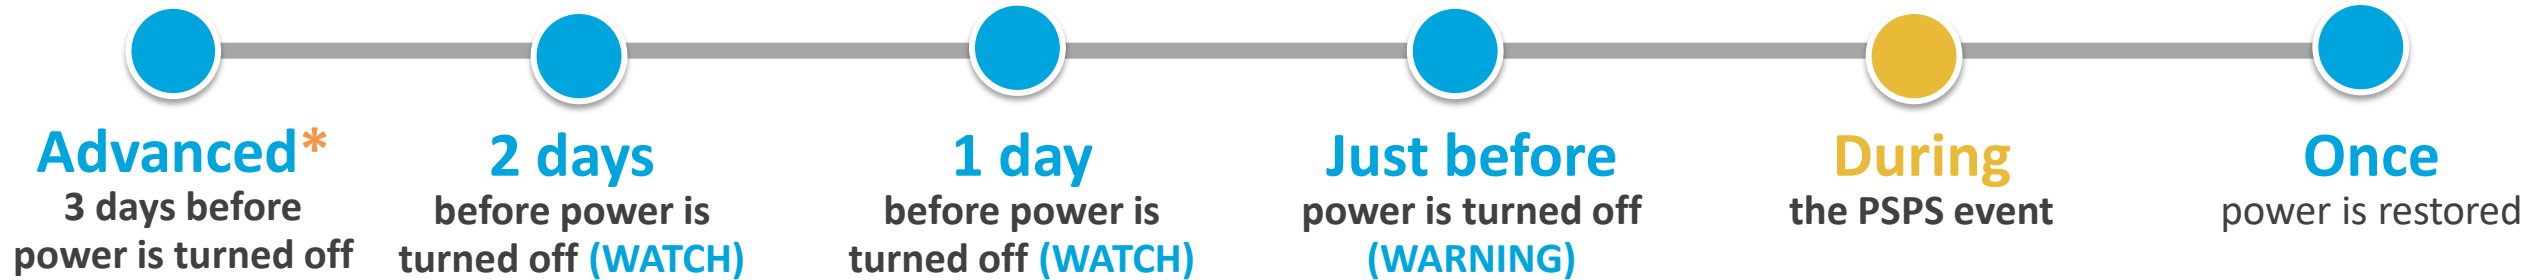 Advanced*
3 days before
power is turned off
2 days
before power is
turned off (WATCH)
1 day
before power is
turned off (WATCH)
Just before
power is turned off
(WARNING)
During
the PSPS event
Once
power is restored